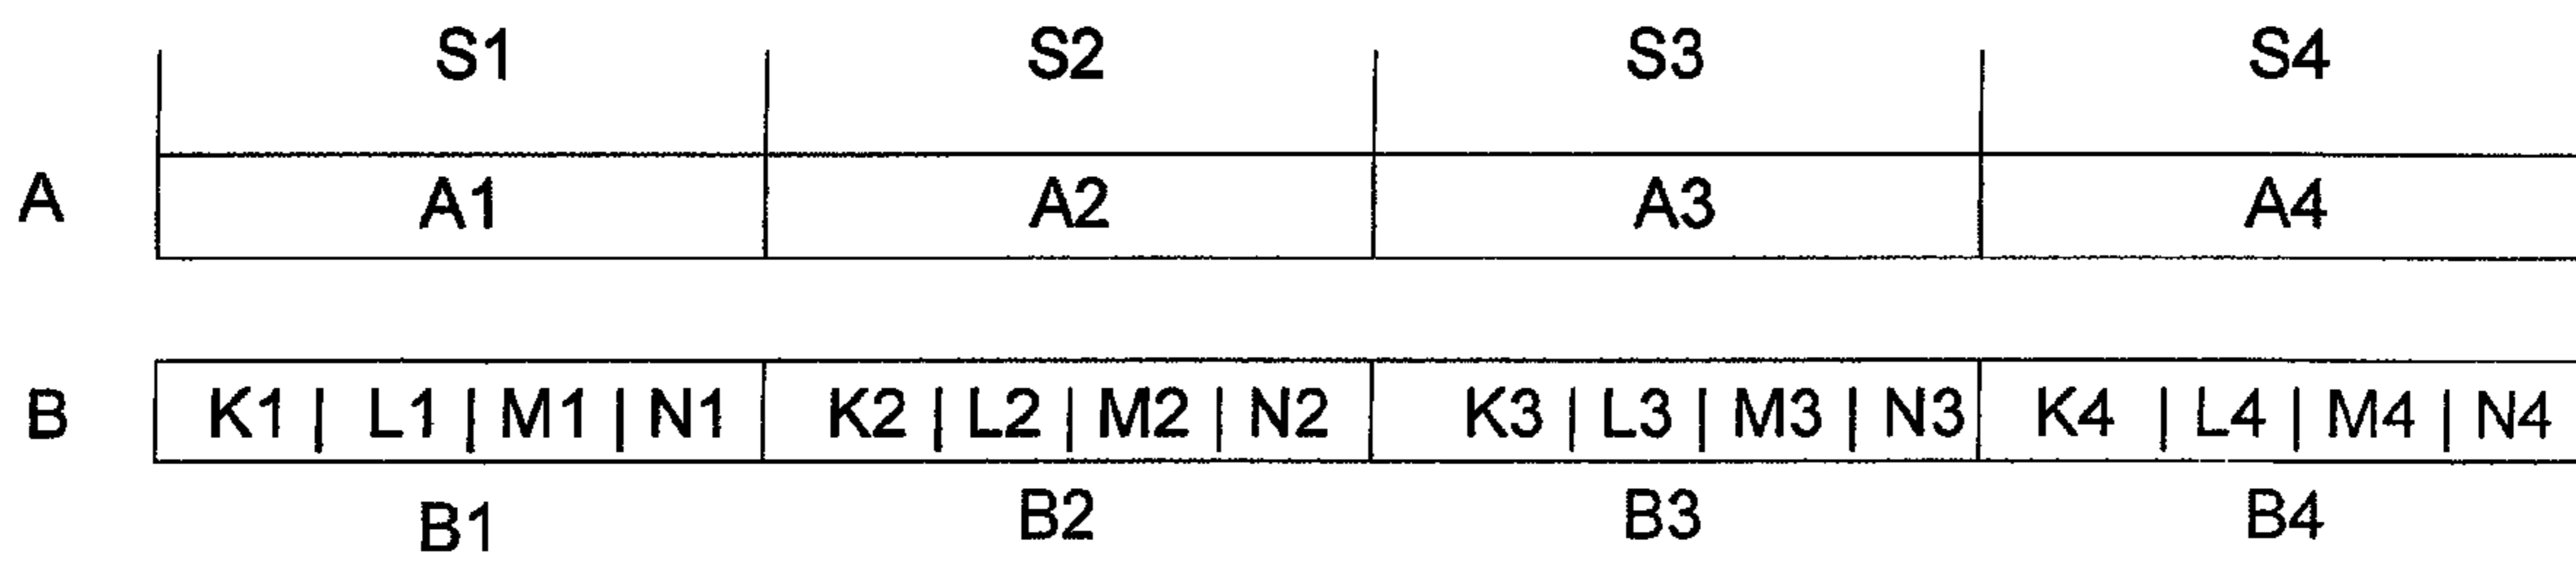 S1 S2 S3 S4
A A1 A2 A3 A4
B K1 | L1 | M1 | N1 K2 | L2 | M2 | N2 K3 | L3 | M3 | N3 K4 | L4 | M4 | N4
B1 B2 B3 B4